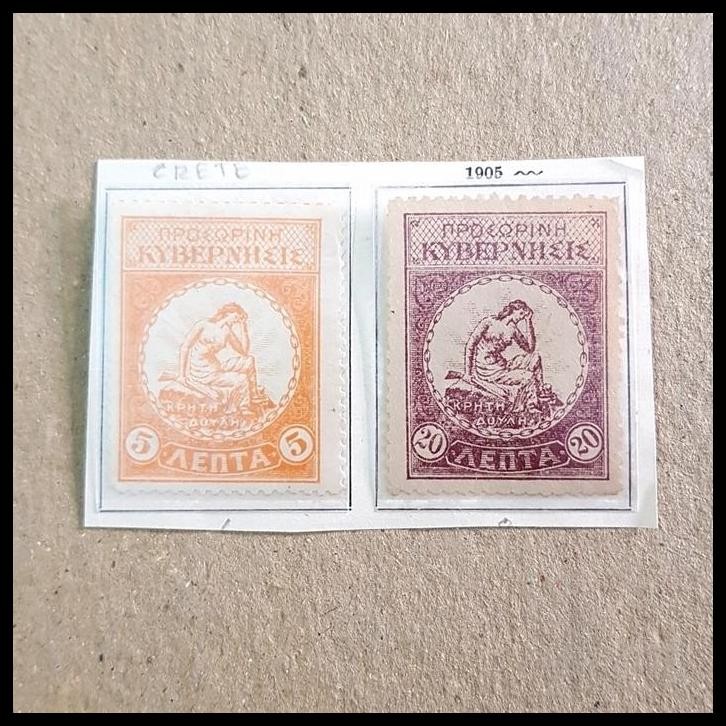 CRETE
1905
ΠΡΟΣΩΡΙΝΗ
ΚΥΒΕΡΝΗΣΙΣ
ΚΡΗΤΗ
ΔΟΥΛΗ
5 5
ΛΕΠΤΑ
ΠΡΟΣΩΡΙΝΗ
ΚΥΒΕΡΝΗΣΙΣ
ΚΡΗΤΗ
ΔΟΥΛΗ
20 20
ΛΕΠΤΑ